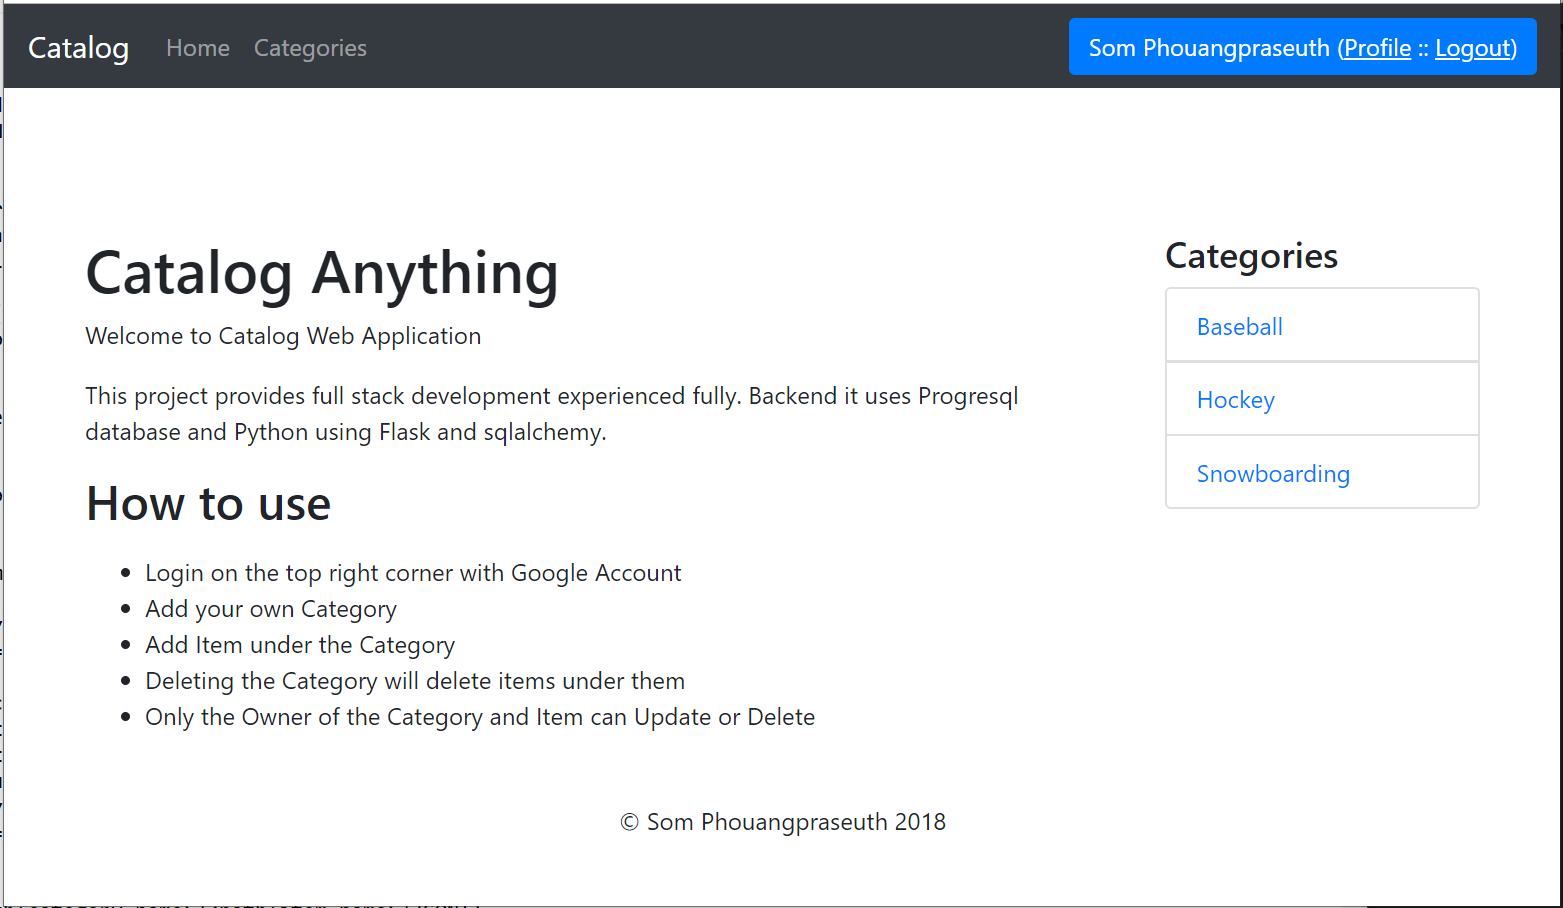 Catalog Home Categories Som Phouangpraseuth (Profile :: Logout)
Catalog Anything
Welcome to Catalog Web Application
This project provides full stack development experienced fully. Backend it uses Progresql
database and Python using Flask and sqlalchemy.
How to use
Login on the top right corner with Google Account
Add your own Category
Add Item under the Category
Deleting the Category will delete items under them
Only the Owner of the Category and Item can Update or Delete
Categories
Baseball
Hockey
Snowboarding
© Som Phouangpraseuth 2018